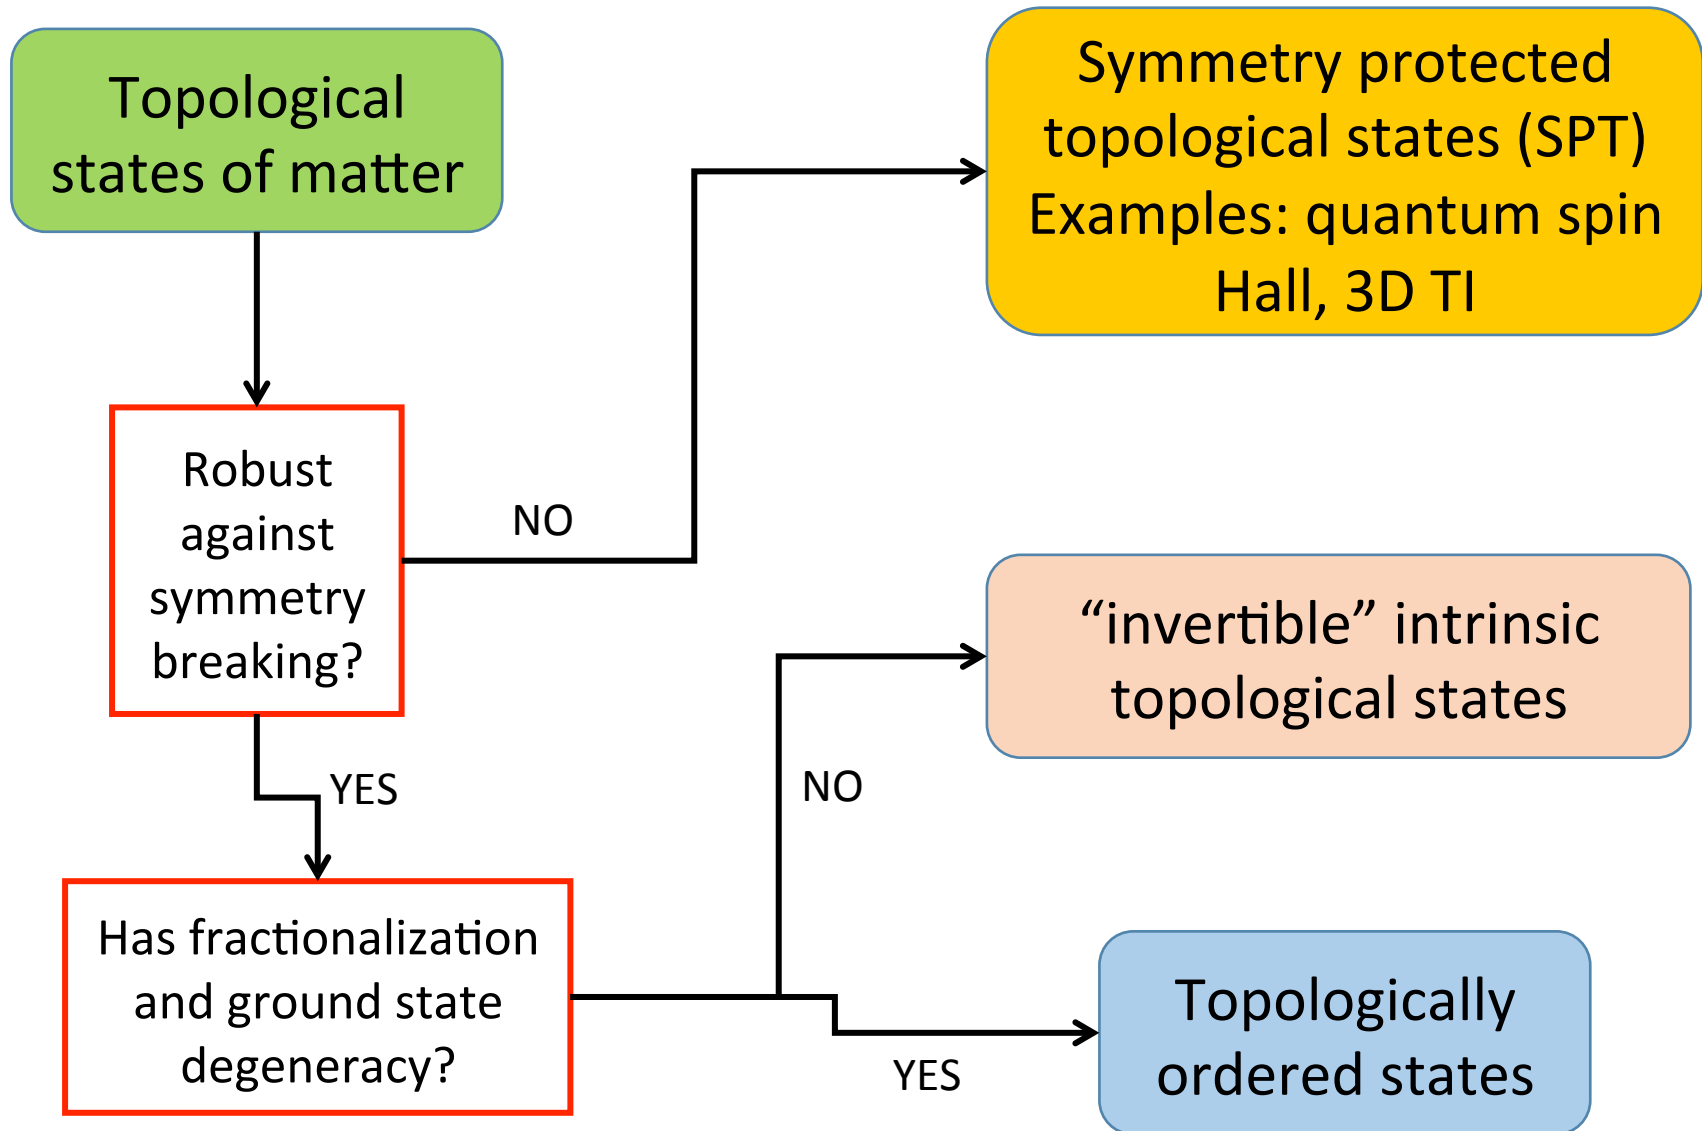 Topological
states of matter
Symmetry protected
topological states (SPT)
Examples: quantum spin
Hall, 3D TI
Robust
against
symmetry
breaking?
NO
YES
“invertible” intrinsic
topological states
NO
Has fractionalization
and ground state
degeneracy?
YES
Topologically
ordered states